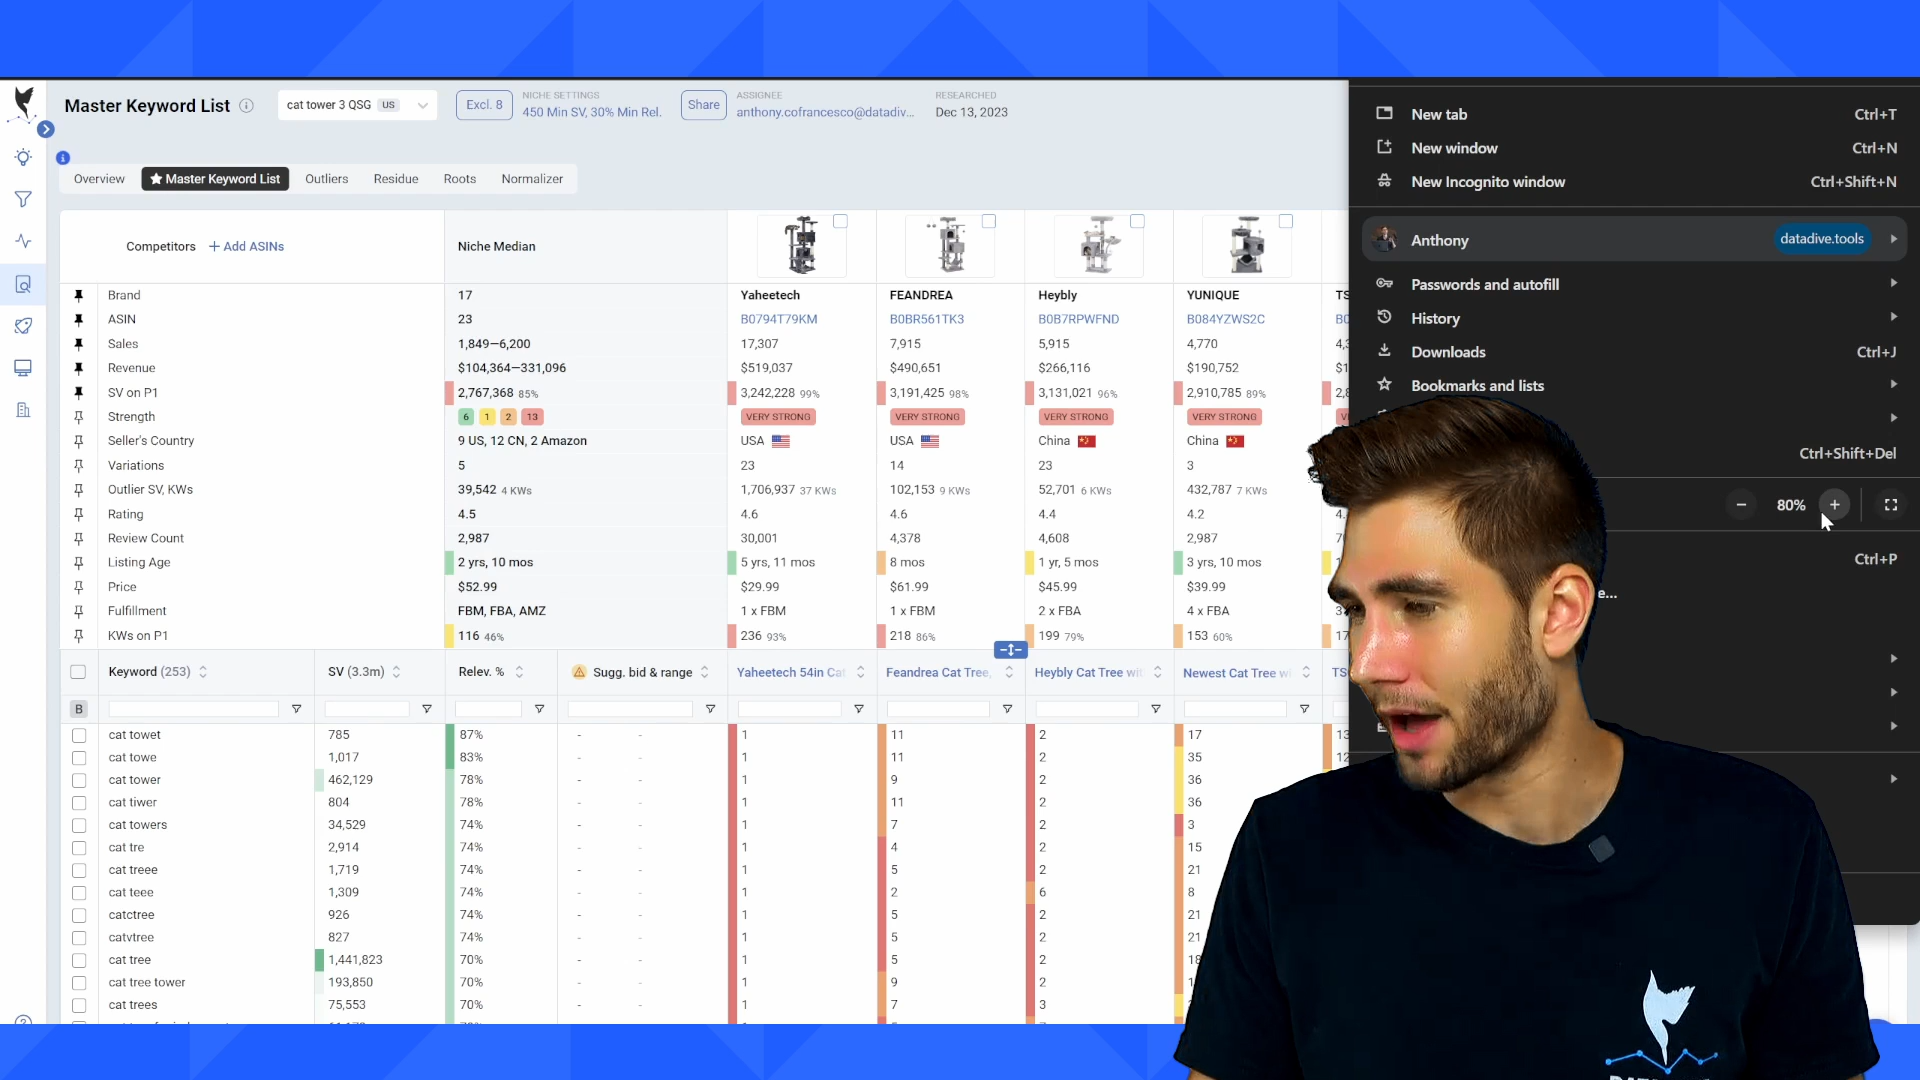 Master Keyword List
cat tower 3 QSG US
Excl. 8
NICHE SETTINGS
450 Min SV, 30% Min Rel.
Share
ASSIGNEE
anthony.cofrancesco@datadiv...
RESEARCHED
Dec 13, 2023
Overview
Master Keyword List
Outliers
Residue
Roots
Normalizer
Competitors + Add ASINs Niche Median
Brand 17 Yaheetech FEANDREA Heybly YUNIQUE
ASIN 23 B0794T79KM B0BR561TK3 B0B7RPWFND B084YZWS2C
Sales 1,849—6,200 17,307 7,915 5,915 4,770
Revenue $104,364—331,096 $519,037 $490,651 $266,116 $190,752
SV on P1 2,767,368 85% 3,242,228 99% 3,191,425 98% 3,131,021 96% 2,910,785 89%
Strength 6 1 2 13 VERY STRONG VERY STRONG VERY STRONG VERY STRONG
Seller's Country 9 US, 12 CN, 2 Amazon USA USA China China
Variations 5 23 14 23 3
Outlier SV, KWs 39,542 4 KWs 1,706,937 37 KWs 102,153 9 KWs 52,701 6 KWs 432,787 7 KWs
Rating 4.5 4.6 4.6 4.4 4.2
Review Count 2,987 30,001 4,378 4,608 2,987
Listing Age 2 yrs, 10 mos 5 yrs, 11 mos 8 mos 1 yr, 5 mos 3 yrs, 10 mos
Price $52.99 $29.99 $61.99 $45.99 $39.99
Fulfillment FBM, FBA, AMZ 1 x FBM 1 x FBM 2 x FBA 4 x FBA
KWs on P1 116 46% 236 93% 218 86% 199 79% 153 60%
Keyword (253) SV (3.3m) Relev. % Sugg. bid & range Yaheetech 54in Cat Feandrea Cat Tree, Heybly Cat Tree wit Newest Cat Tree wi
B
cat towet 785 87% - - 1 11 2 17
cat towe 1,017 83% - - 1 11 2 35
cat tower 462,129 78% - - 1 9 2 36
cat tiwer 804 78% - - 1 11 2 36
cat towers 34,529 74% - - 1 7 2 3
cat tre 2,914 74% - - 1 4 2 15
cat treee 1,719 74% - - 1 5 2 21
cat teee 1,309 74% - - 1 2 6 8
catctree 926 74% - - 1 5 2 21
catvtree 827 74% - - 1 5 2 21
cat tree 1,441,823 70% - - 1 5 2
cat tree tower 193,850 70% - - 1 9 2
cat trees 75,553 70% - - 1 7 3
New tab Ctrl+T
New window Ctrl+N
New Incognito window Ctrl+Shift+N
Anthony datadive.tools
Passwords and autofill
History
Downloads Ctrl+J
Bookmarks and lists
Ctrl+Shift+Del
− 80% +
Ctrl+P
e...